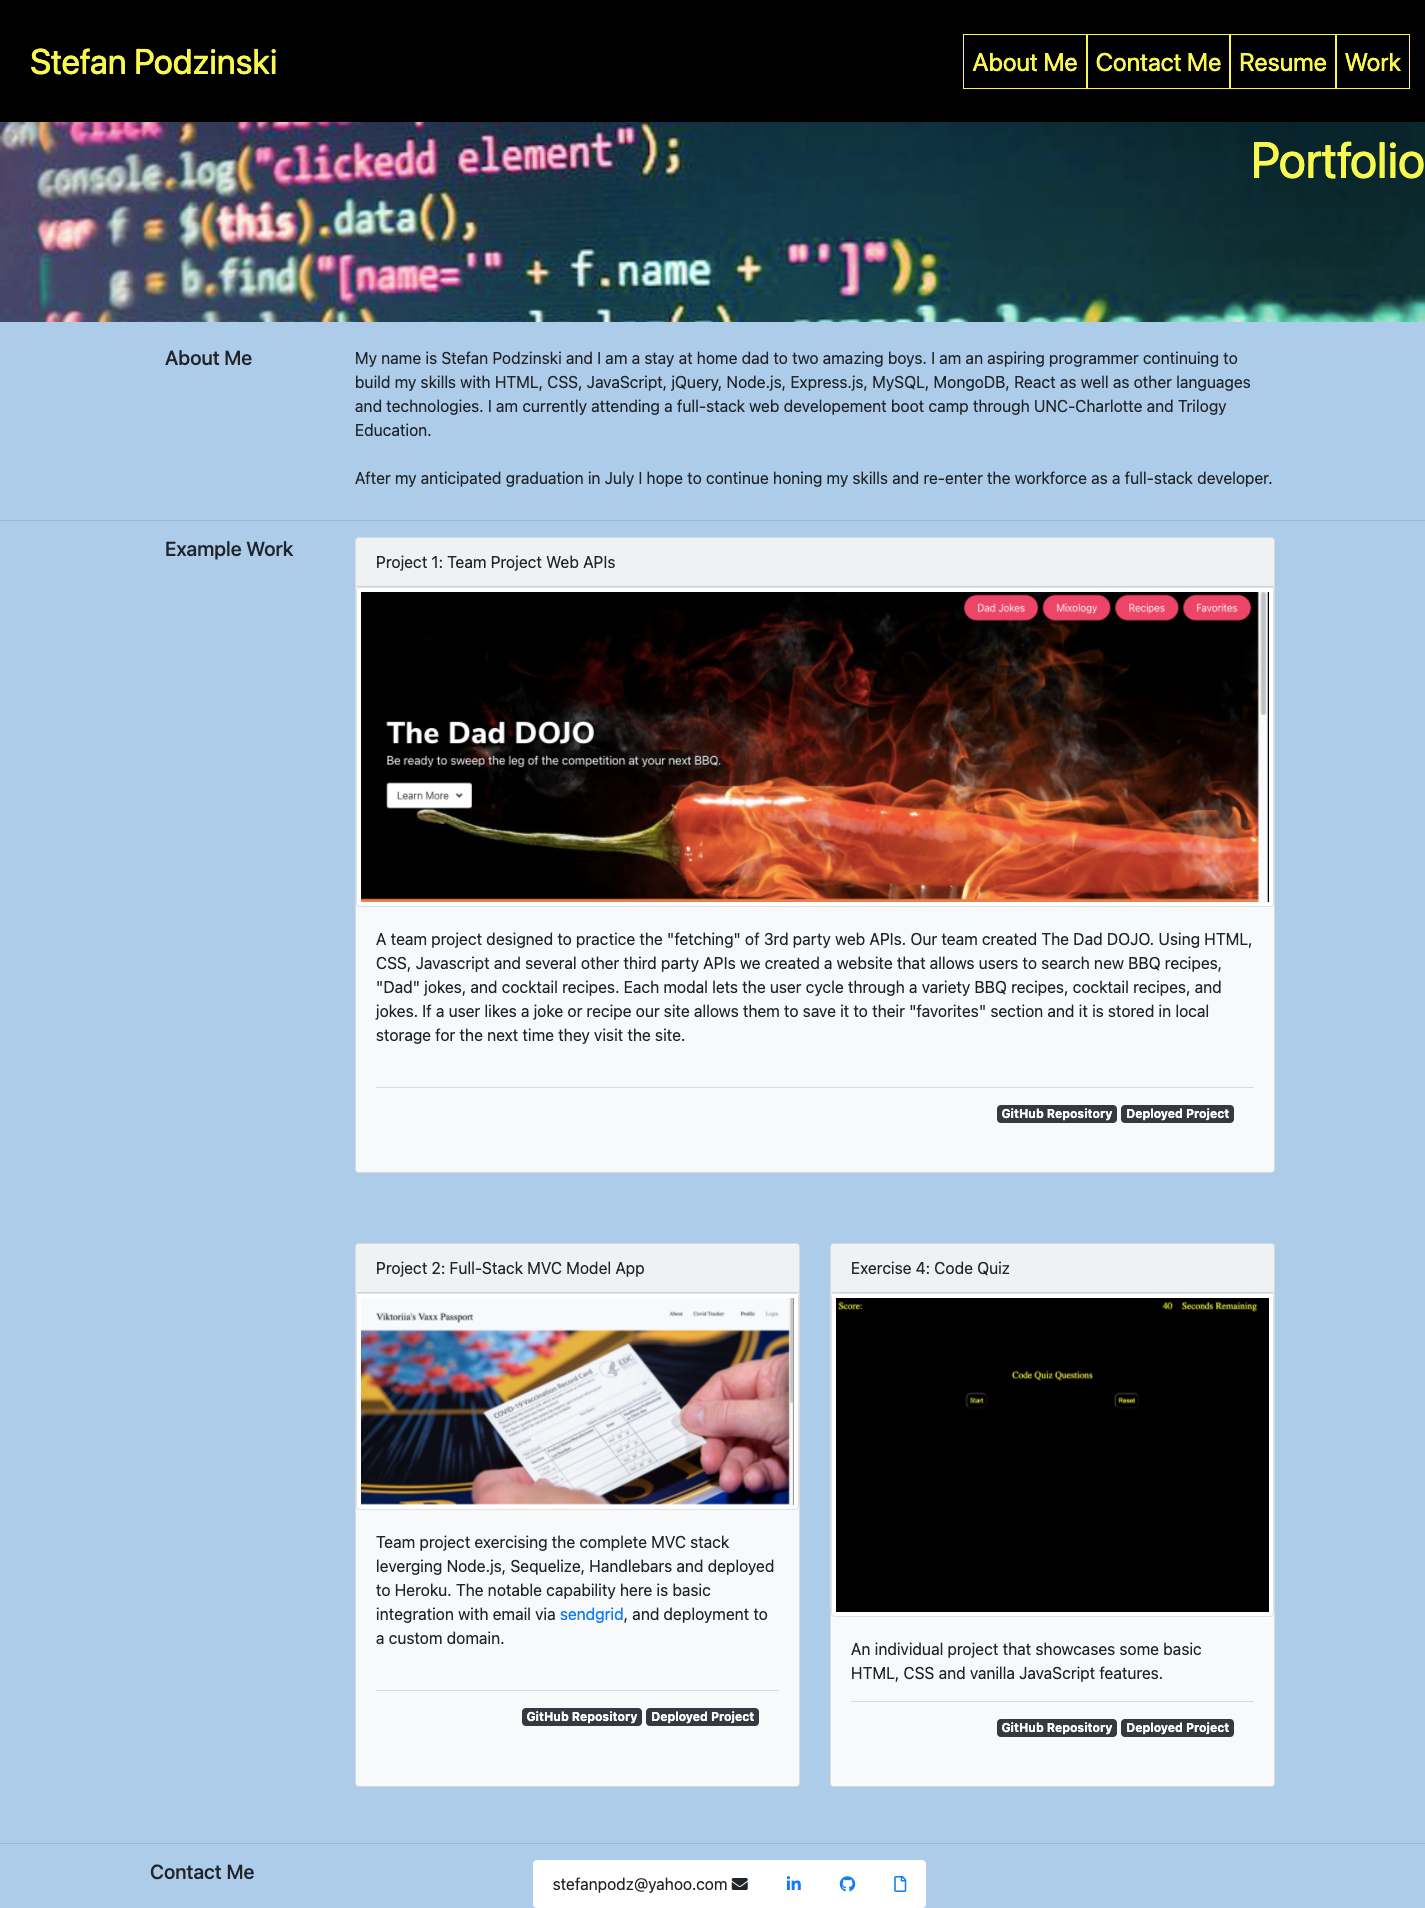 Stefan Podzinski
About Me
Contact Me
Resume
Work
console.log("clickedd element");
var f = $(this).data(),
g = b.find("[name='" + f.name + "']");
Portfolio
About Me
My name is Stefan Podzinski and I am a stay at home dad to two amazing boys. I am an aspiring programmer continuing to
build my skills with HTML, CSS, JavaScript, jQuery, Node.js, Express.js, MySQL, MongoDB, React as well as other languages
and technologies. I am currently attending a full-stack web developement boot camp through UNC-Charlotte and Trilogy
Education.
After my anticipated graduation in July I hope to continue honing my skills and re-enter the workforce as a full-stack developer.
Example Work
Project 1: Team Project Web APIs
Dad Jokes
Mixology
Recipes
Favorites
The Dad DOJO
Be ready to sweep the leg of the competition at your next BBQ.
Learn More
A team project designed to practice the "fetching" of 3rd party web APIs. Our team created The Dad DOJO. Using HTML,
CSS, Javascript and several other third party APIs we created a website that allows users to search new BBQ recipes,
"Dad" jokes, and cocktail recipes. Each modal lets the user cycle through a variety BBQ recipes, cocktail recipes, and
jokes. If a user likes a joke or recipe our site allows them to save it to their "favorites" section and it is stored in local
storage for the next time they visit the site.
GitHub Repository
Deployed Project
Project 2: Full-Stack MVC Model App
Viktoriia's Vaxx Passport
About
Covid Tracker
Profile
Login
CDC
COVID-19 Vaccination Record Card
Team project exercising the complete MVC stack
leverging Node.js, Sequelize, Handlebars and deployed
to Heroku. The notable capability here is basic
integration with email via sendgrid, and deployment to
a custom domain.
GitHub Repository
Deployed Project
Exercise 4: Code Quiz
Score:
40 Seconds Remaining
Code Quiz Questions
Start
Reset
An individual project that showcases some basic
HTML, CSS and vanilla JavaScript features.
GitHub Repository
Deployed Project
Contact Me
stefanpodz@yahoo.com